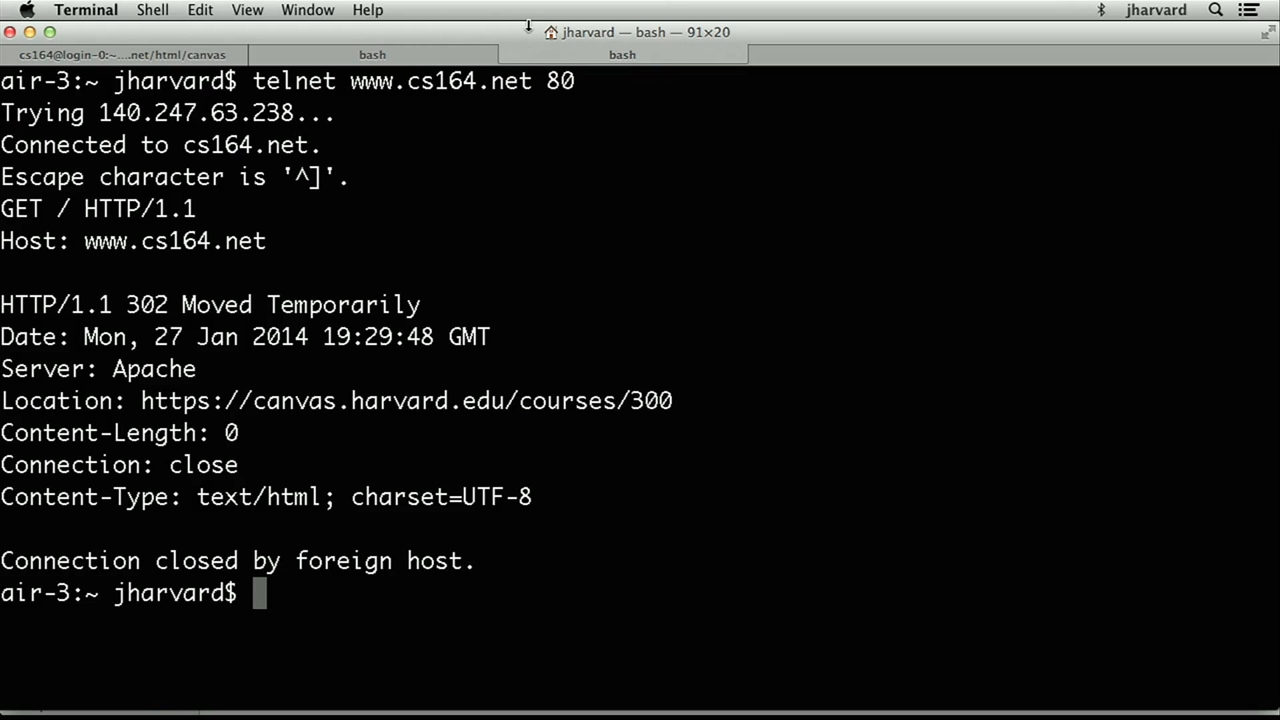 Terminal Shell Edit View Window Help jharvard
jharvard — bash — 91×20
cs164@login-0:~....net/html/canvas bash bash
air-3:~ jharvard$ telnet www.cs164.net 80
Trying 140.247.63.238...
Connected to cs164.net.
Escape character is '^]'.
GET / HTTP/1.1
Host: www.cs164.net
HTTP/1.1 302 Moved Temporarily
Date: Mon, 27 Jan 2014 19:29:48 GMT
Server: Apache
Location: https://canvas.harvard.edu/courses/300
Content-Length: 0
Connection: close
Content-Type: text/html; charset=UTF-8
Connection closed by foreign host.
air-3:~ jharvard$